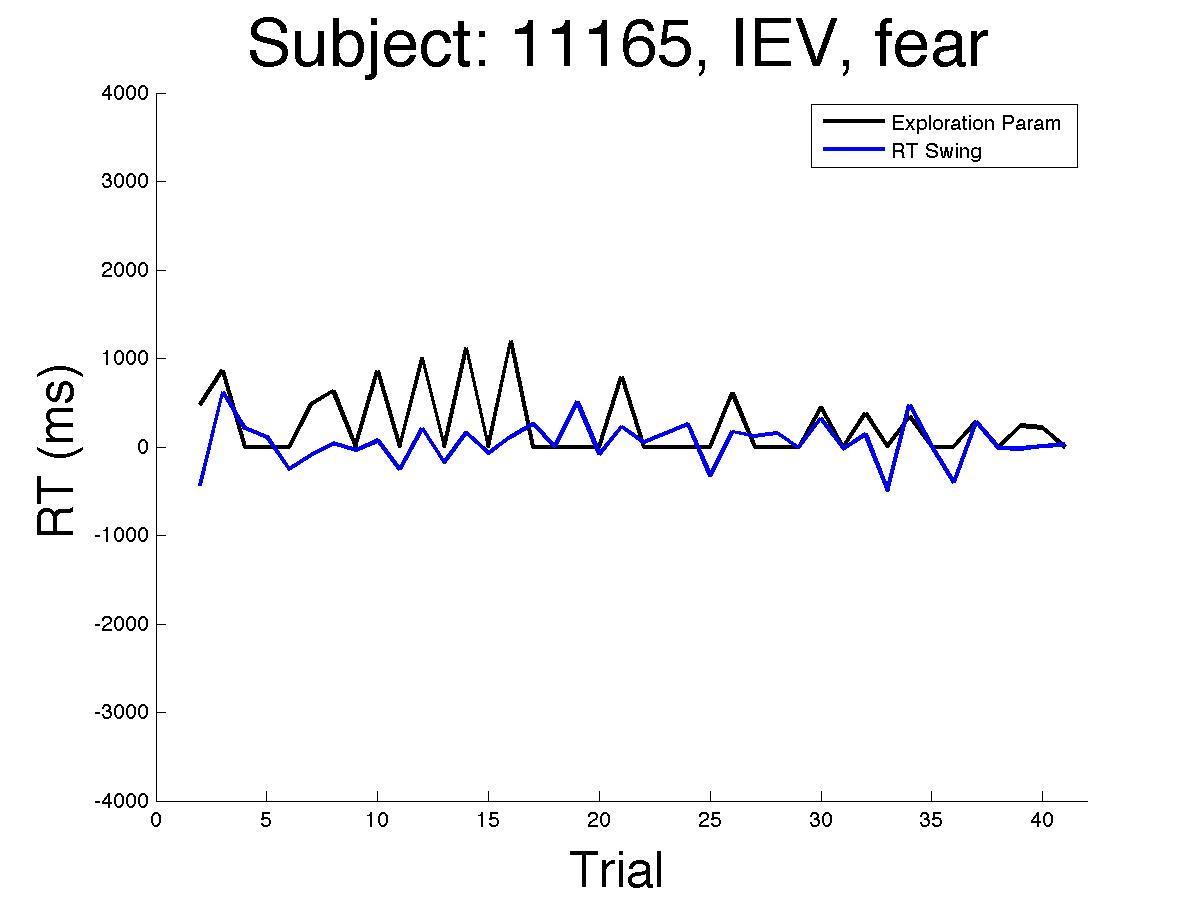 Subject: 11165, IEV, fear
Exploration Param
RT Swing
4000
3000
2000
1000
0
-1000
-2000
-3000
-4000
RT (ms)
0 5 10 15 20 25 30 35 40
Trial